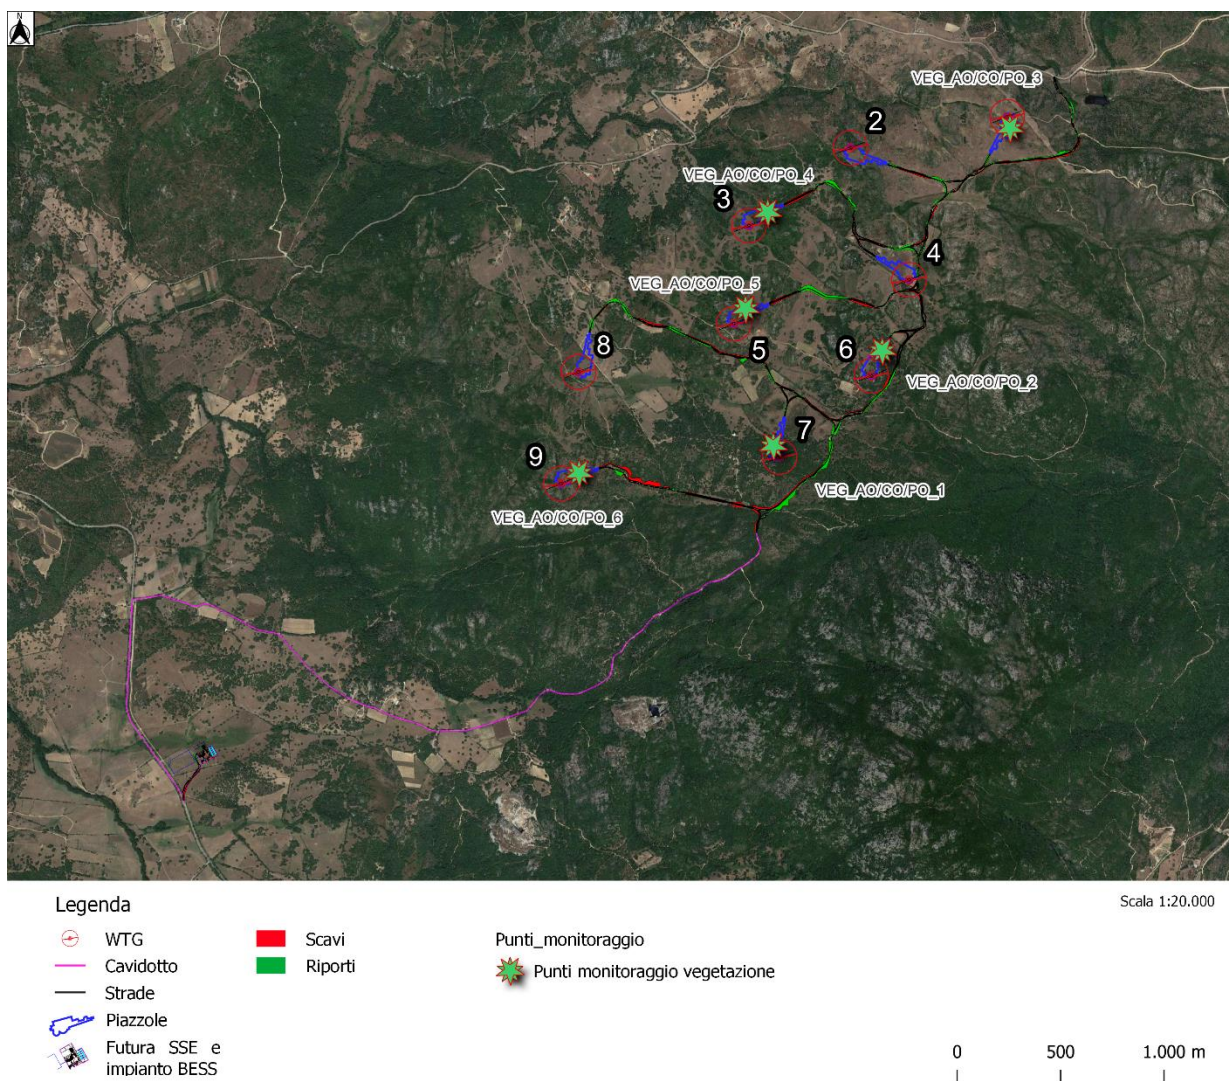 N
VEG_AO/CO/PO_3
2
VEG_AO/CO/PO_4
3
4
VEG_AO/CO/PO_5
8
5
6
VEG_AO/CO/PO_2
7
9
VEG_AO/CO/PO_1
VEG_AO/CO/PO_6
Legenda
Scala 1:20.000
WTG
Scavi
Punti_monitoraggio
Cavidotto
Riporti
Punti monitoraggio vegetazione
Strade
Piazzole
Futura SSE e
impianto BESS
0 500 1.000 m